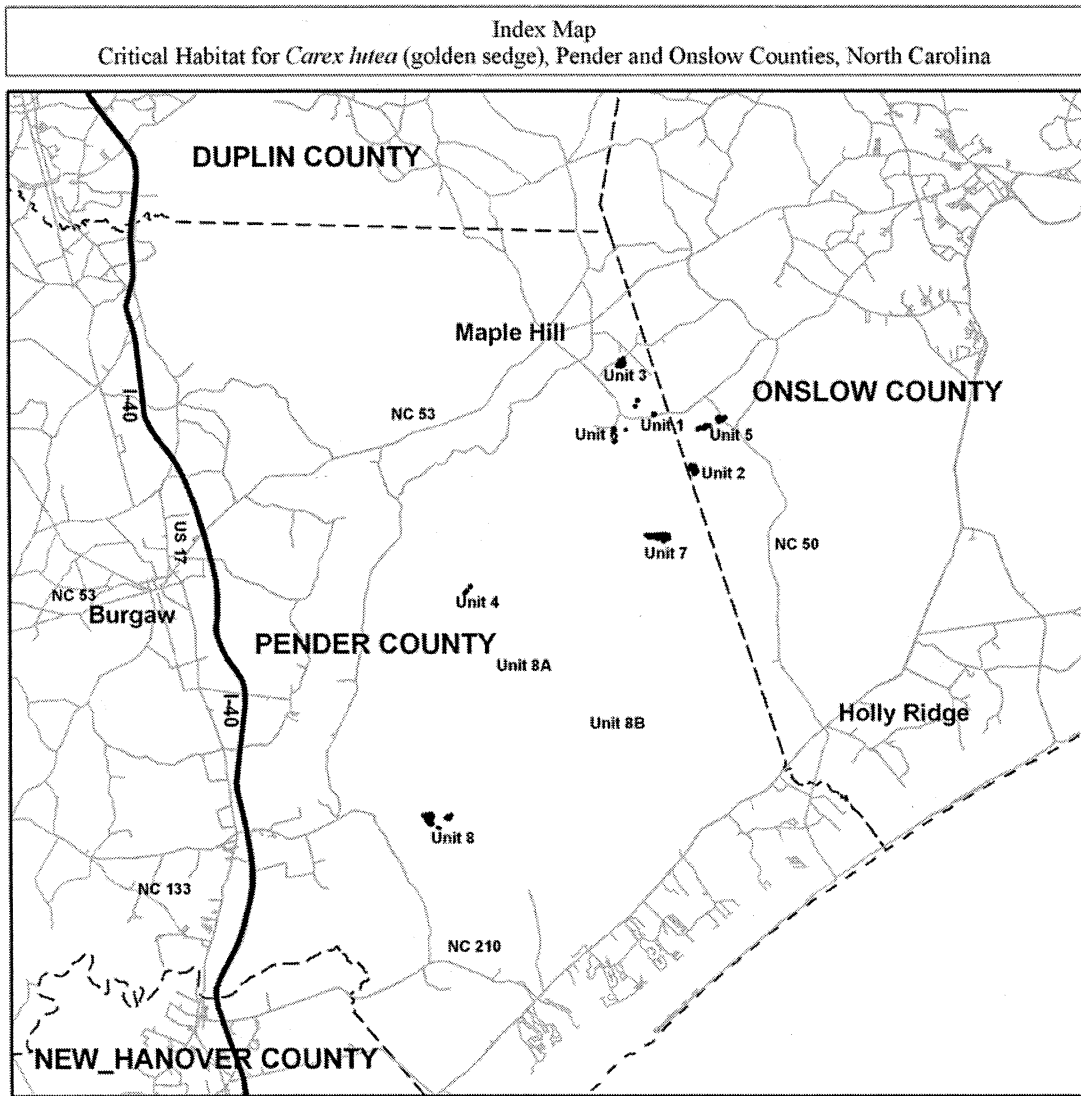 Index Map
Critical Habitat for Carex lutea (golden sedge), Pender and Onslow Counties, North Carolina
DUPLIN COUNTY
Maple Hill
Unit 3
ONSLOW COUNTY
I-40
NC 53
Unit 1
Unit 6
Unit 5
Unit 2
US 17
Unit 7
NC 50
NC 53
Burgaw
Unit 4
PENDER COUNTY
Unit 8A
I-40
Unit 8B
Holly Ridge
Unit 8
NC 133
NC 210
NEW_HANOVER COUNTY